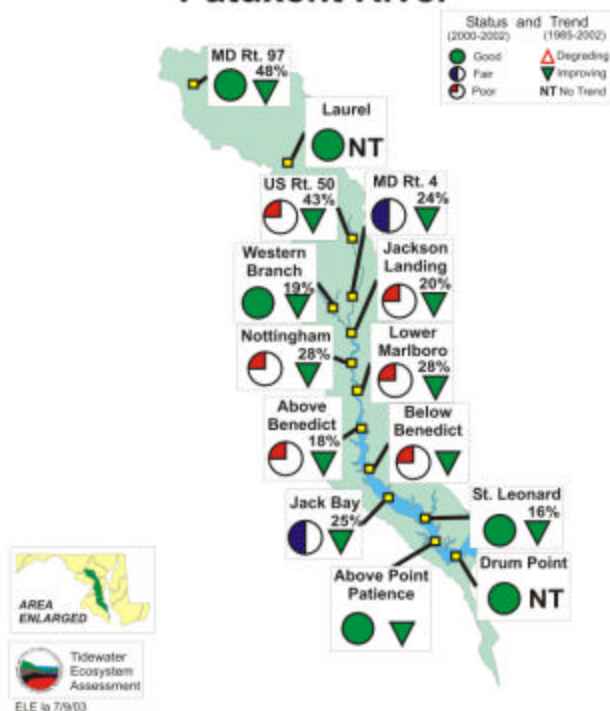 Patuxent River
Status and Trend
(2000-2002) (1985-2002)
Good Degrading
Fair Improving
Poor NT No Trend
MD Rt. 97
48%
Laurel
NT
US Rt. 50
43%
MD Rt. 4
24%
Western
Branch
19%
Jackson
Landing
20%
Nottingham
28%
Lower
Marlboro
28%
Above
Benedict
18%
Below
Benedict
Jack Bay
25%
St. Leonard
16%
Drum Point
NT
Above Point
Patience
AREA
ENLARGED
Tidewater
Ecosystem
Assessment
ELE la 7/9/03